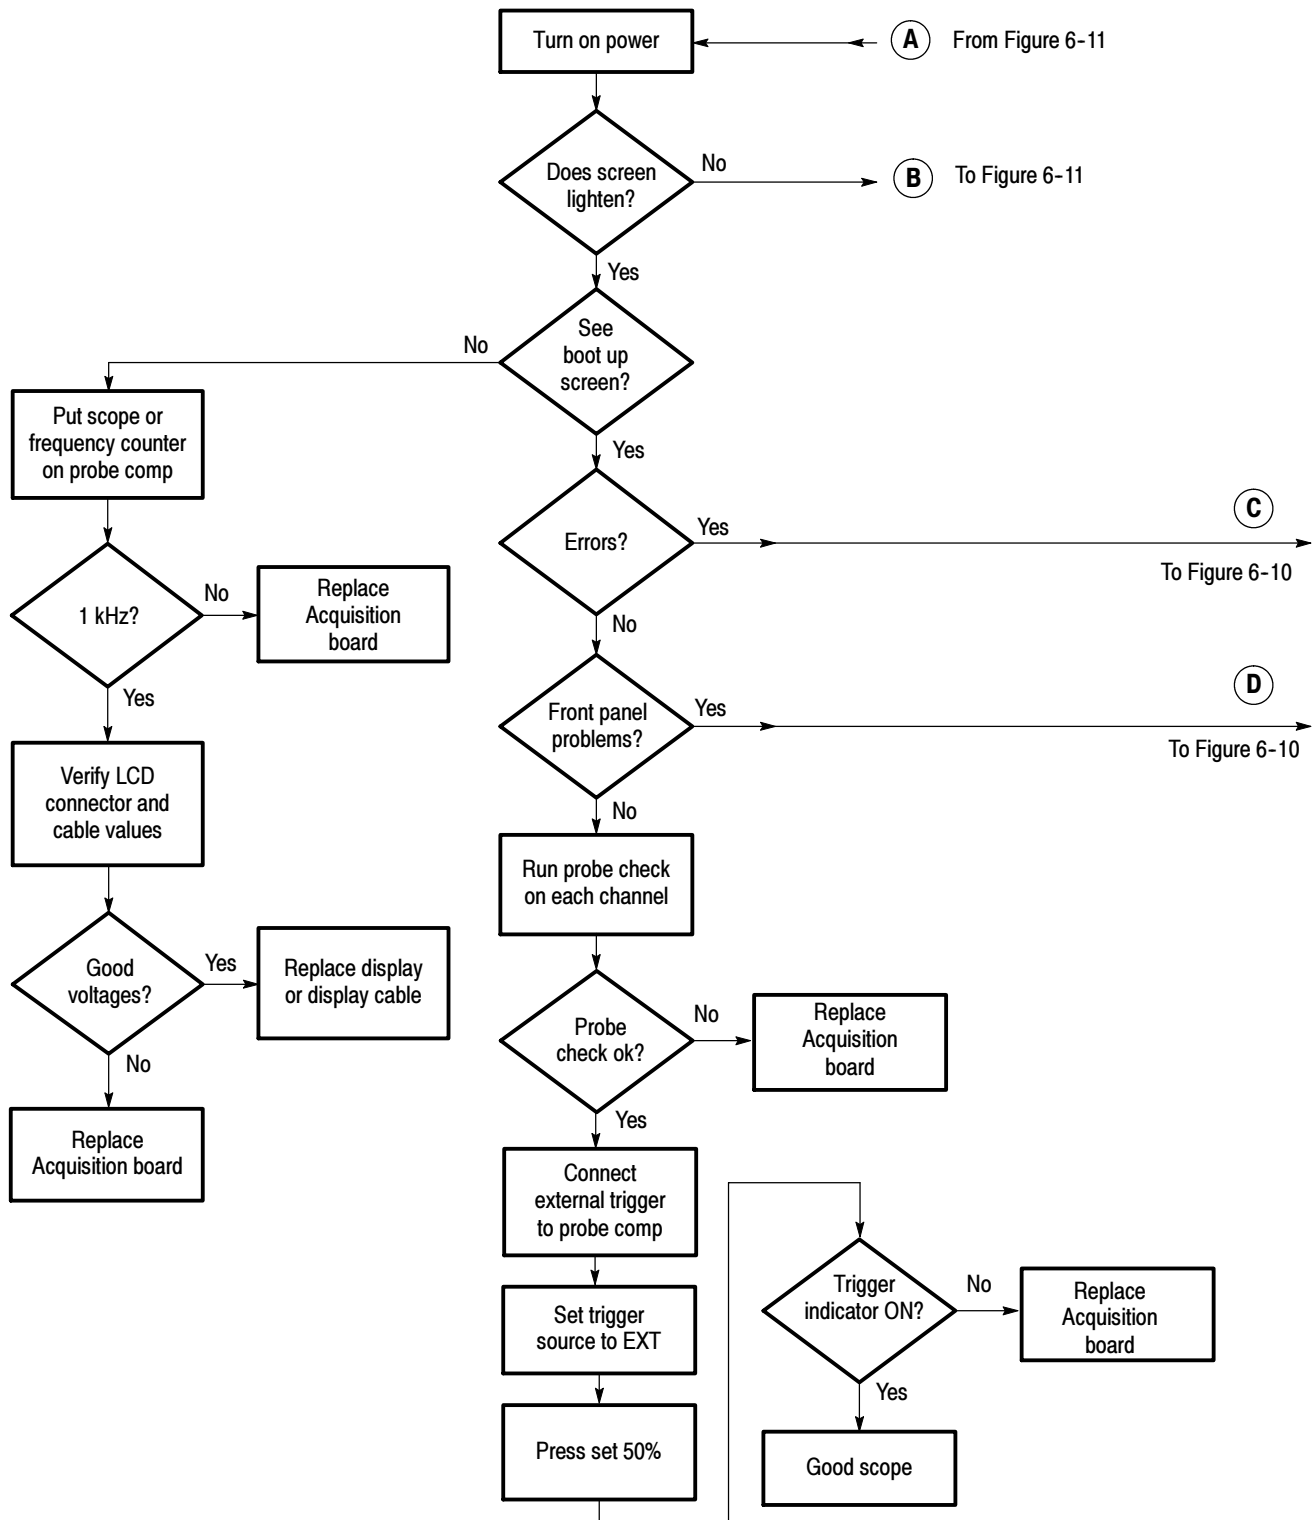 Turn on power
A
From Figure 6-11
Does screen
lighten?
No
B
To Figure 6-11
Yes
See
boot up
screen?
No
Yes
Put scope or
frequency counter
on probe comp
Errors?
Yes
C
To Figure 6-10
No
1 kHz?
No
Replace
Acquisition
board
Yes
Front panel
problems?
Yes
D
To Figure 6-10
No
Verify LCD
connector and
cable values
Run probe check
on each channel
Good
voltages?
Yes
Replace display
or display cable
No
Replace
Acquisition board
Probe
check ok?
No
Replace
Acquisition
board
Yes
Connect
external trigger
to probe comp
Set trigger
source to EXT
Press set 50%
Trigger
indicator ON?
No
Replace
Acquisition
board
Yes
Good scope